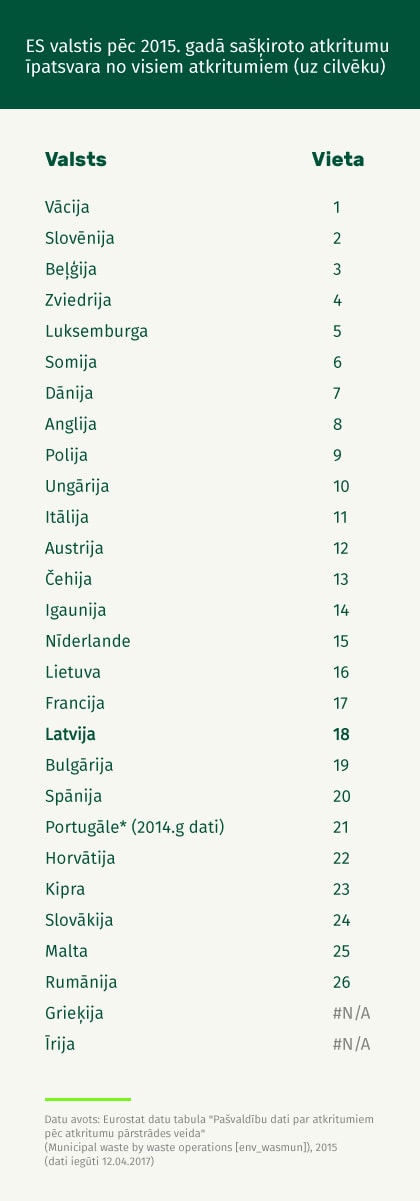 ES valstis pēc 2015. gadā sašķiroto atkritumu
īpatsvara no visiem atkritumiem (uz cilvēku)
Valsts Vieta
Vācija 1
Slovēnija 2
Beļģija 3
Zviedrija 4
Luksemburga 5
Somija 6
Dānija 7
Anglija 8
Polija 9
Ungārija 10
Itālija 11
Austrija 12
Čehija 13
Igaunija 14
Nīderlande 15
Lietuva 16
Francija 17
Latvija 18
Bulgārija 19
Spānija 20
Portugāle* (2014.g dati) 21
Horvātija 22
Kipra 23
Slovākija 24
Malta 25
Rumānija 26
Grieķija #N/A
Īrija #N/A
Datu avots: Eurostat datu tabula "Pašvaldību dati par atkritumiem
pēc atkritumu pārstrādes veida"
(Municipal waste by waste operations [env_wasmun]), 2015
(dati iegūti 12.04.2017)